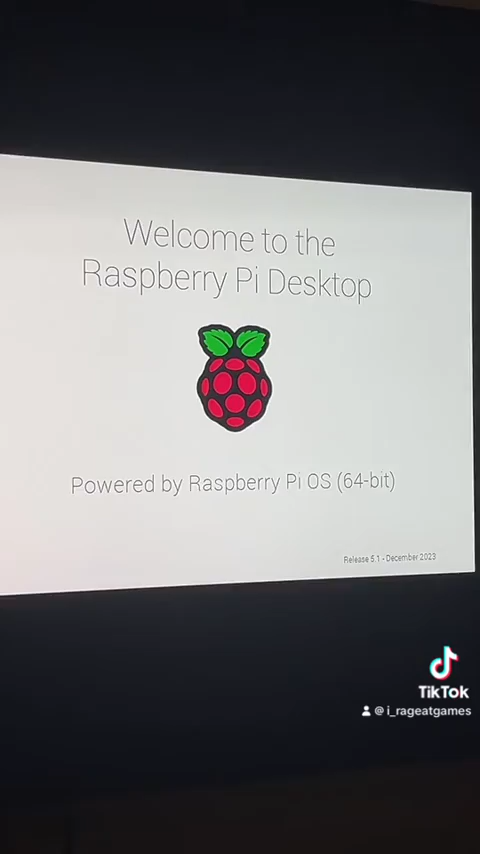 Welcome to the
Raspberry Pi Desktop
Powered by Raspberry Pi OS (64-bit)
Release 5.1 - December 2023
TikTok
@i_rageatgames